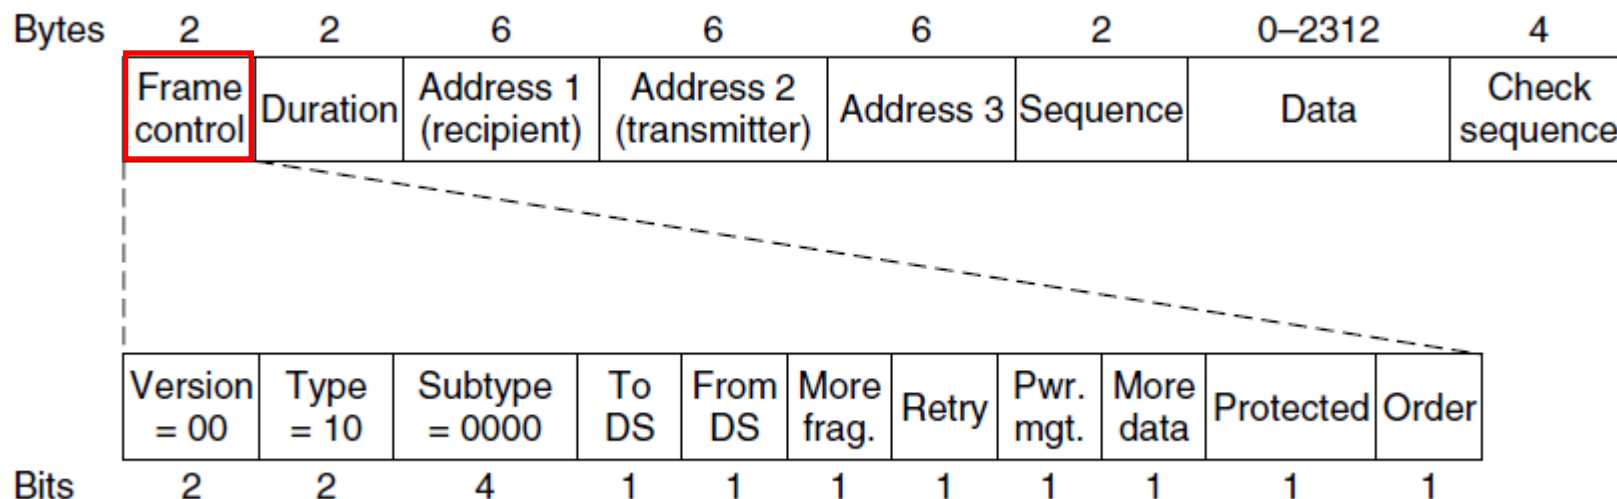 Bytes 2 2 6 6 6 2 0–2312 4
Frame control Duration Address 1 (recipient) Address 2 (transmitter) Address 3 Sequence Data Check sequence
Version = 00 Type = 10 Subtype = 0000 To DS From DS More frag. Retry Pwr. mgt. More data Protected Order
Bits 2 2 4 1 1 1 1 1 1 1 1